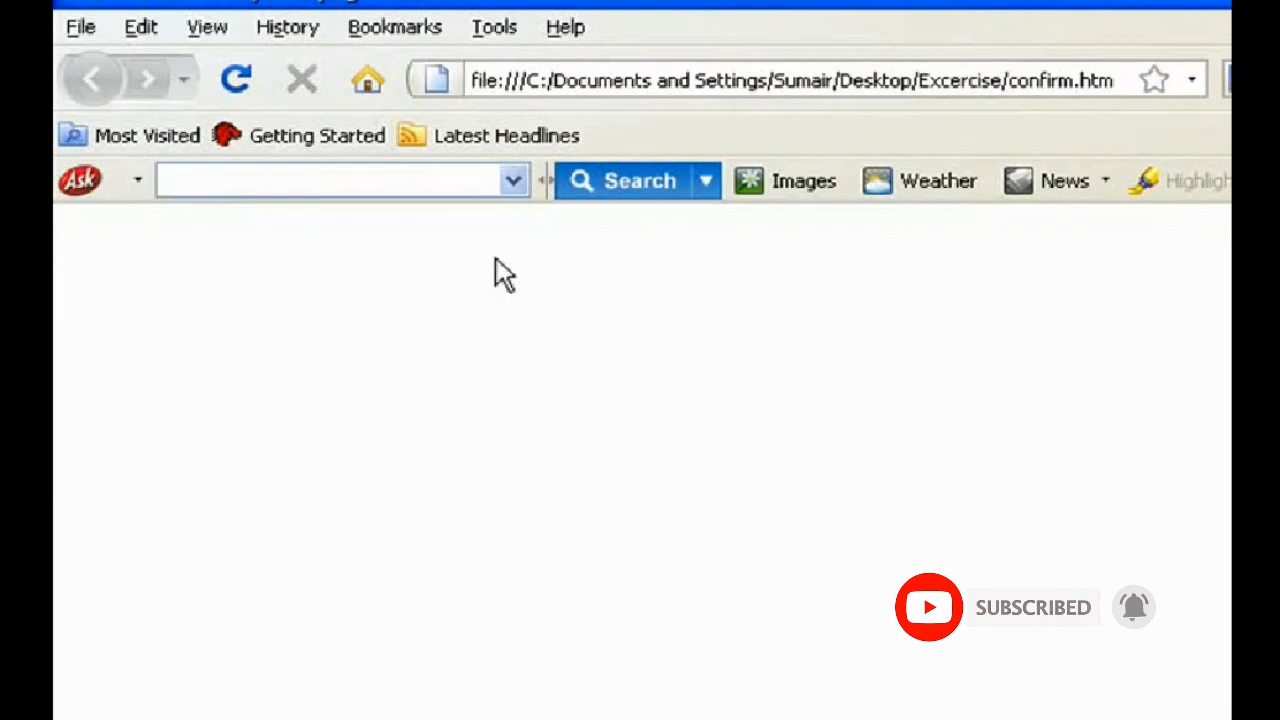 File Edit View History Bookmarks Tools Help
file:///C:/Documents and Settings/Sumair/Desktop/Excercise/confirm.htm
Most Visited Getting Started Latest Headlines
Ask Search Images Weather News Highligh
SUBSCRIBED